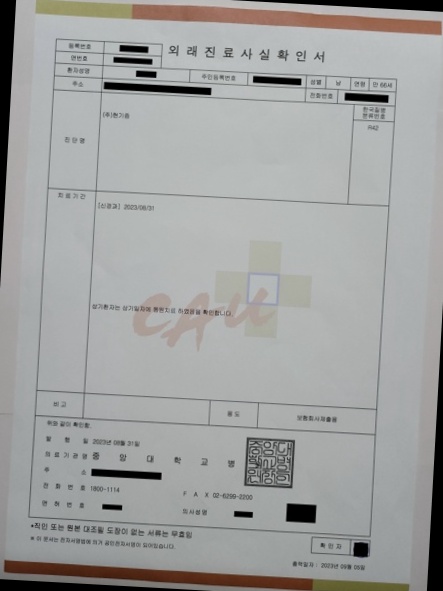 외 래 진 료 사 실 확 인 서
등록번호
연번호
환자성명 주민등록번호 성별 남 연령 만 66세
주소 전화번호
진 단 명 (주)현기증 한국질병
분류번호
R42
치 료 기 간 [신경과] 2023/08/31
상기환자는 상기일자에 통원치료 하였음을 확인합니다.
CAU
비 고 용 도 보험회사제출용
위와 같이 확인함.
발 행 일 2023년 08월 31일
의 료 기 관 명 중 앙 대 학 교 병
주 소
전 화 번 호 1800-1114 F A X 02-6299-2200
면 허 번 호 의사성명
*직인 또는 원본 대조필 도장이 없는 서류는 무효임
※ 이 문서는 전자서명법에 의거 공인전자서명이 되어있습니다.
확 인 자
출력일자 : 2023년 09월 05일